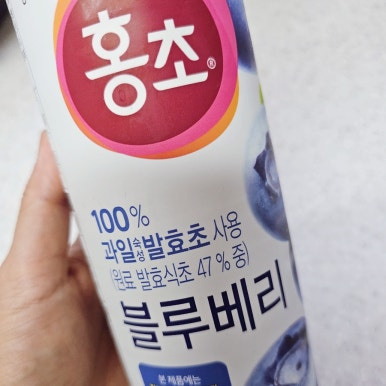 홍초®
100%
과일숙성발효초 사용
(원료 발효식초 47% 중)
블루베리
본 제품에는